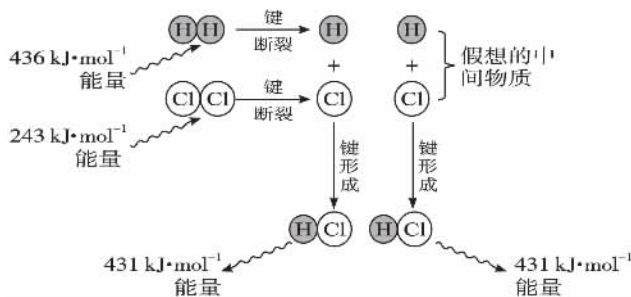 H H 键 断裂 H H
436 kJ•mol⁻¹
能量
+ +
假想的中
间物质
Cl Cl 键 断裂 Cl Cl
243 kJ•mol⁻¹
能量
键形成 键形成
H Cl H Cl
431 kJ•mol⁻¹
能量
431 kJ•mol⁻¹
能量